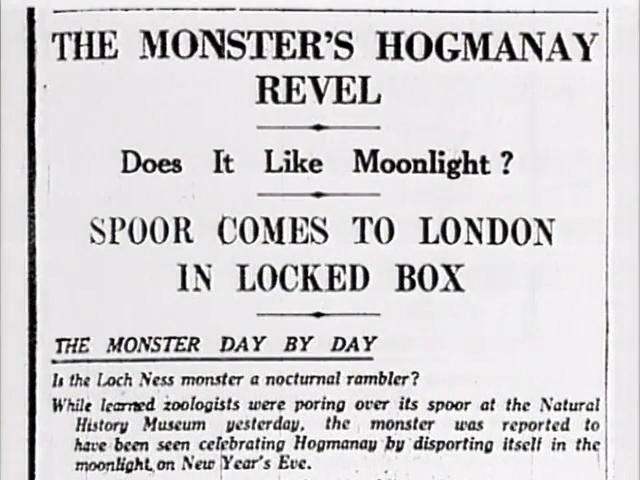 THE MONSTER'S HOGMANAY
REVEL
Does It Like Moonlight?
SPOOR COMES TO LONDON
IN LOCKED BOX
THE MONSTER DAY BY DAY
Is the Loch Ness monster a nocturnal rambler?
While learned zoologists were poring over its spoor at the Natural
History Museum yesterday, the monster was reported to
have been seen celebrating Hogmanay by disporting itself in the
moonlight on New Year's Eve.